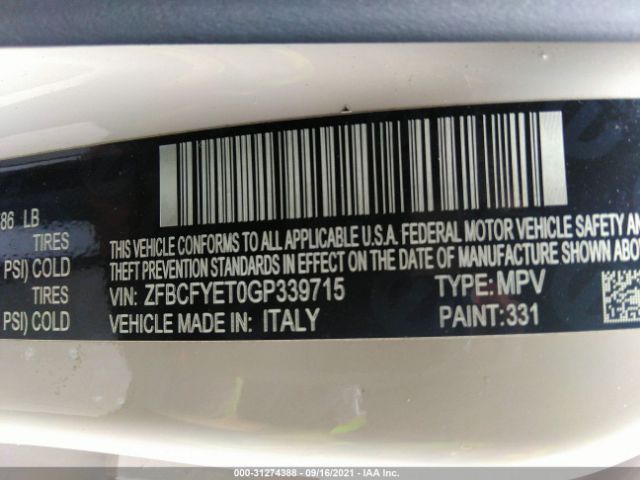 86 LB
TIRES
PSI) COLD
TIRES
PSI) COLD
THIS VEHICLE CONFORMS TO ALL APPLICABLE U.S.A. FEDERAL MOTOR VEHICLE SAFETY AN
THEFT PREVENTION STANDARDS IN EFFECT ON THE DATE OF MANUFACTURE SHOWN ABOVE.
VIN: ZFBCFYET0GP339715 TYPE: MPV
VEHICLE MADE IN: ITALY PAINT: 331
000-31274388 - 09/16/2021 - IAA Inc.